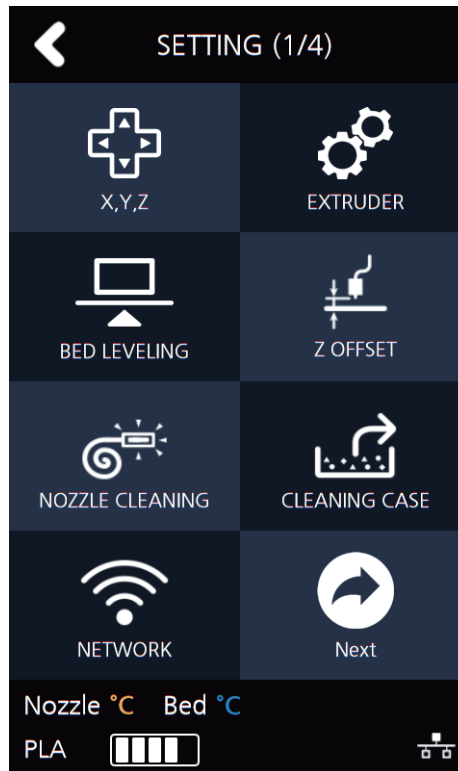 SETTING (1/4)
X,Y,Z
EXTRUDER
BED LEVELING
Z OFFSET
NOZZLE CLEANING
CLEANING CASE
NETWORK
Next
Nozzle °C Bed °C
PLA